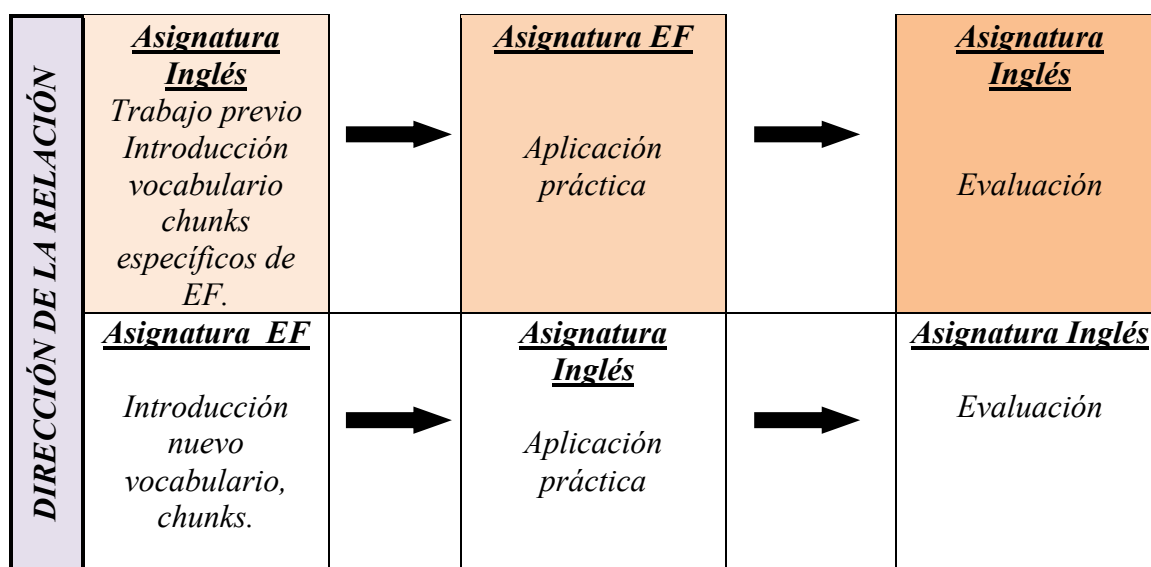 DIRECCIÓN DE LA RELACIÓN
Asignatura
Inglés
Trabajo previo
Introducción
vocabulario
chunks
específicos de
EF.
Asignatura EF
Aplicación
práctica
Asignatura
Inglés
Evaluación
Asignatura  EF
Introducción
nuevo
vocabulario,
chunks.
Asignatura
Inglés
Aplicación
práctica
Asignatura Inglés
Evaluación